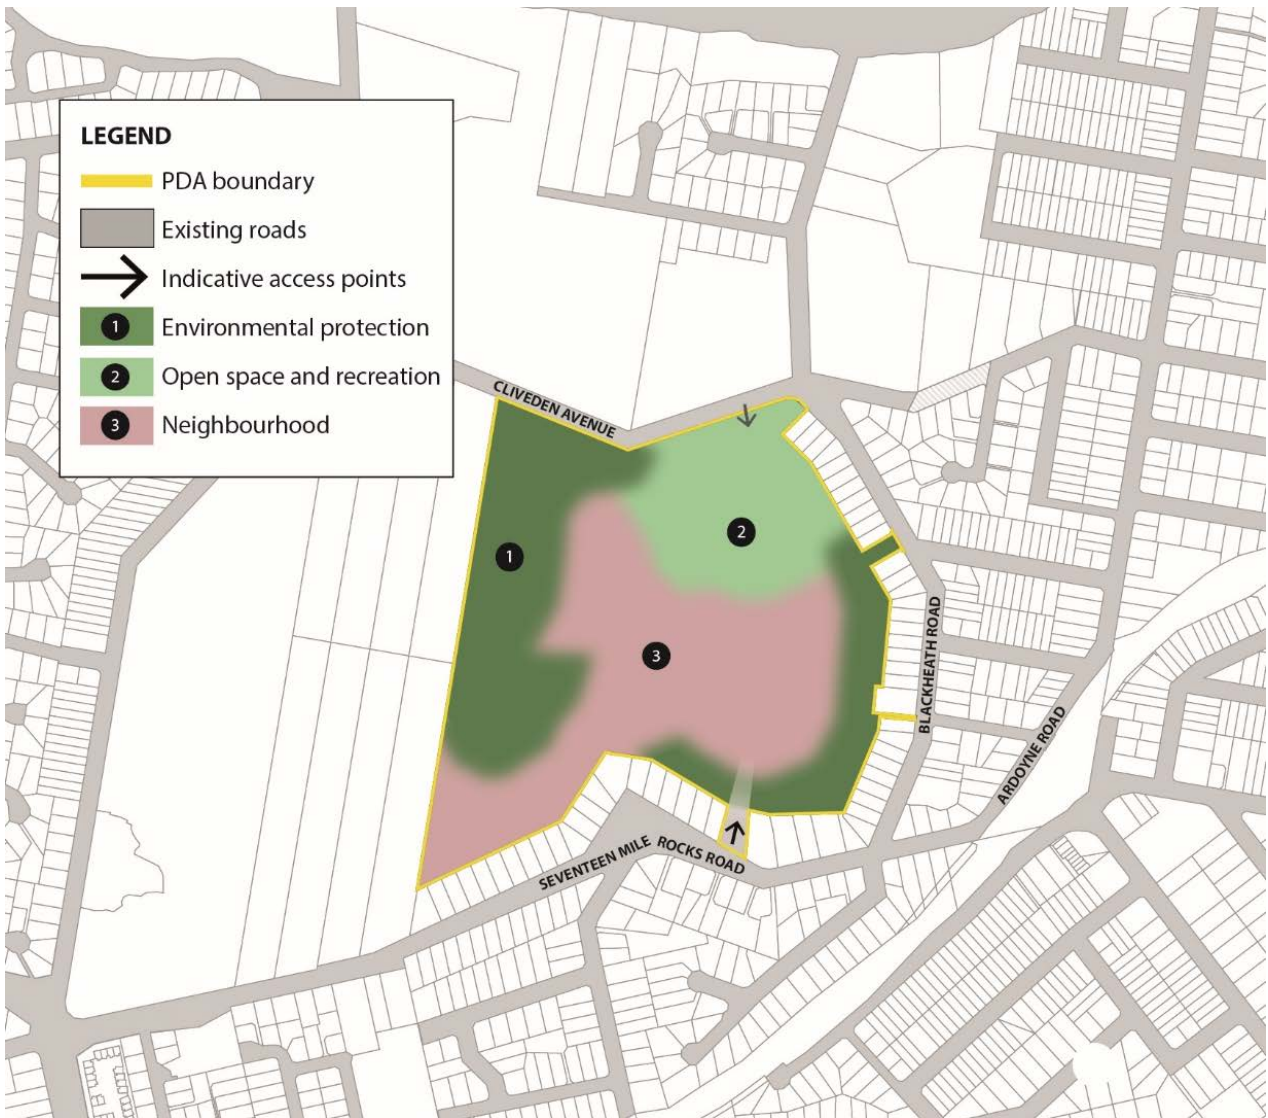 LEGEND
PDA boundary
Existing roads
Indicative access points
1 Environmental protection
2 Open space and recreation
3 Neighbourhood
CLIVEDEN AVENUE
2
1
3
BLACKHEATH ROAD
ARDOYNE ROAD
SEVENTEEN MILE ROCKS ROAD